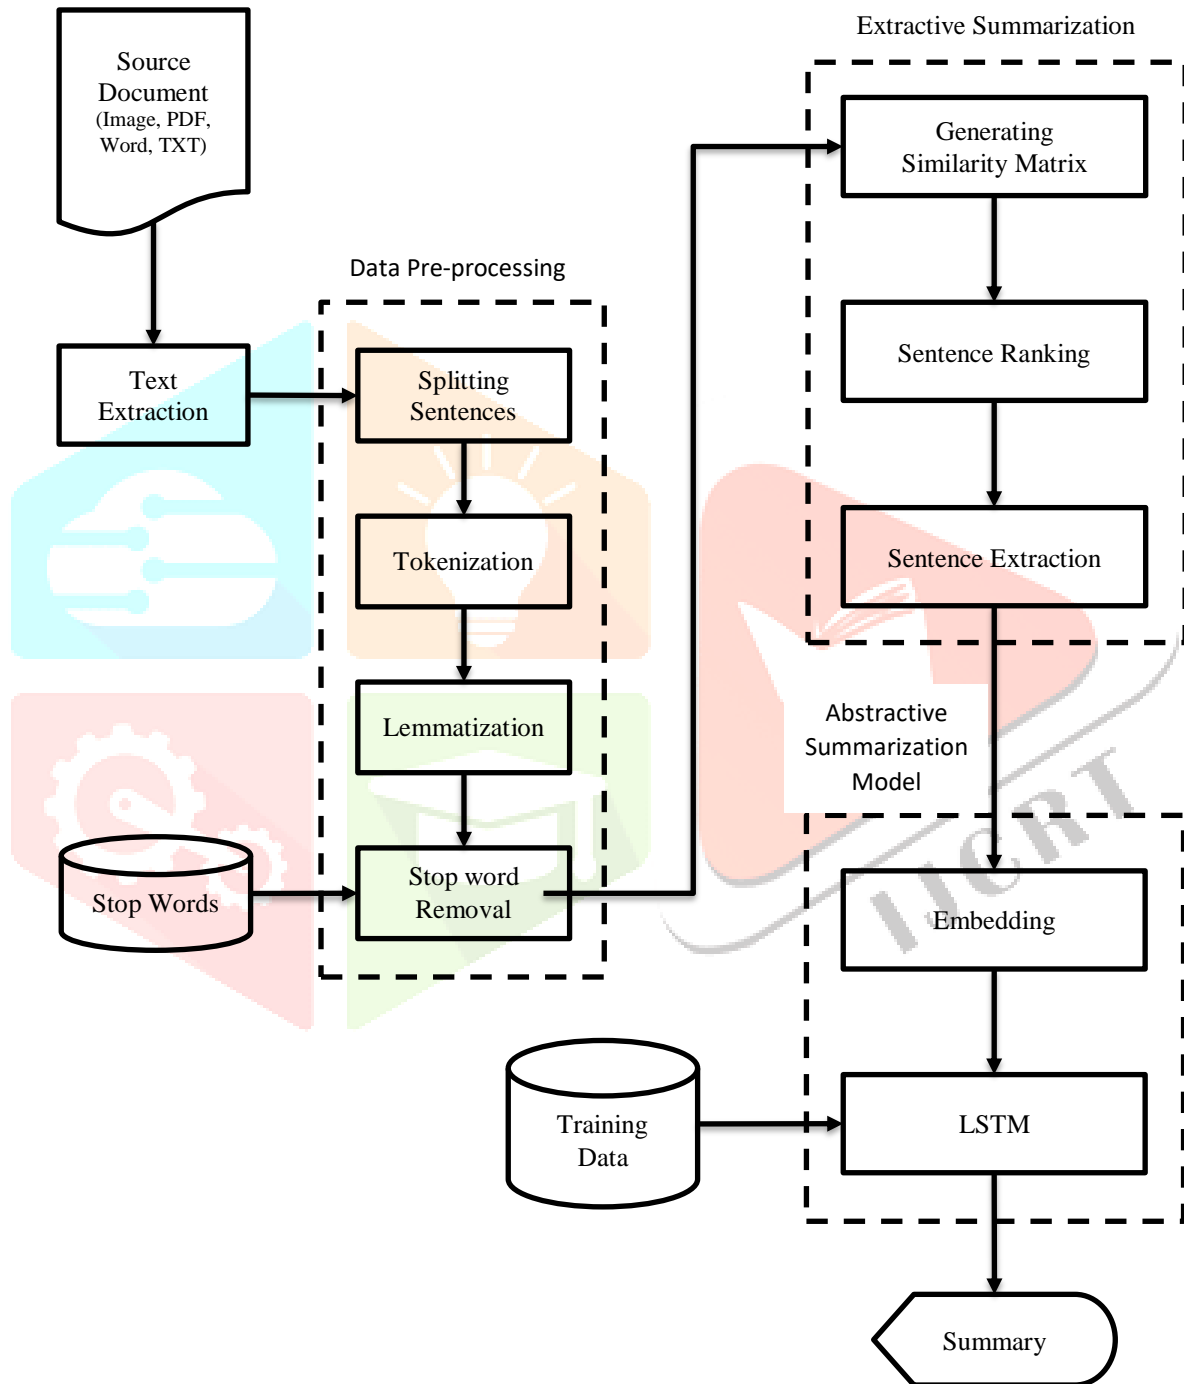 Source
Document
(Image, PDF,
Word, TXT)
Text
Extraction
Data Pre-processing
Splitting
Sentences
Tokenization
Lemmatization
Stop word
Removal
Stop Words
Extractive Summarization
Generating
Similarity Matrix
Sentence Ranking
Sentence Extraction
Abstractive
Summarization
Model
Embedding
Training
Data
LSTM
Summary
IJCRT